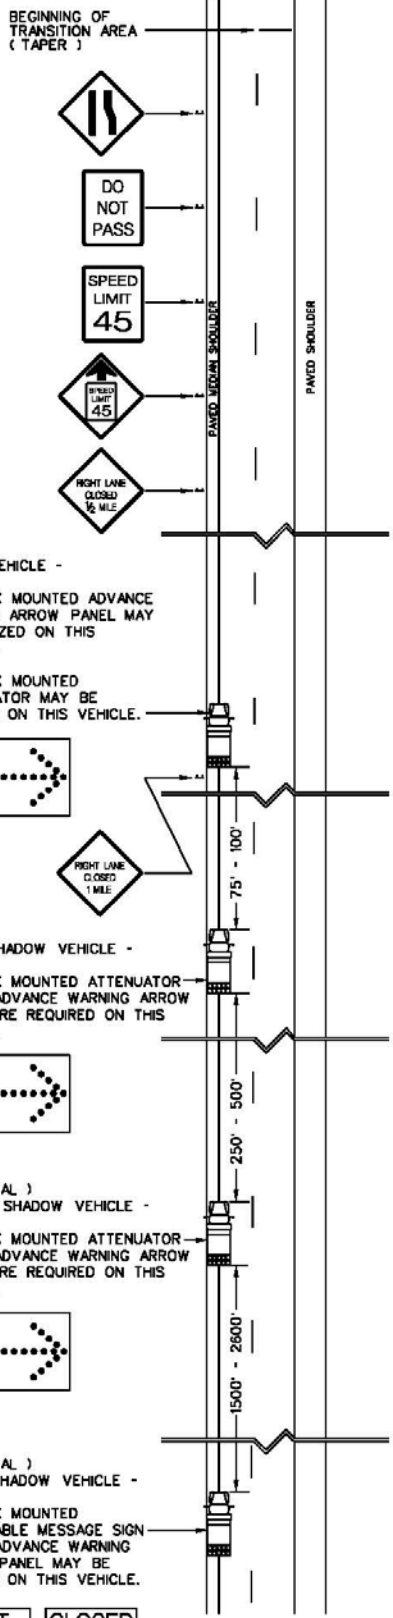 BEGINNING OF
TRANSITION AREA
( TAPER )
DO
NOT
PASS
SPEED
LIMIT
45
SPEED
LIMIT
45
RIGHT LANE
CLOSED
½ MILE
PAVED MEDIAN SHOULDER
PAVED SHOULDER
EHICLE -
MOUNTED ADVANCE
ARROW PANEL MAY
ZED ON THIS
MOUNTED
ATOR MAY BE
ON THIS VEHICLE.
RIGHT LANE
CLOSED
1 MILE
75' - 100'
HADOW VEHICLE -
MOUNTED ATTENUATOR
ADVANCE WARNING ARROW
RE REQUIRED ON THIS
250' - 500'
AL )
SHADOW VEHICLE -
MOUNTED ATTENUATOR
ADVANCE WARNING ARROW
RE REQUIRED ON THIS
1500' - 2600'
AL )
HADOW VEHICLE -
MOUNTED
ABLE MESSAGE SIGN
ADVANCE WARNING
PANEL MAY BE
ON THIS VEHICLE.
CLOSED